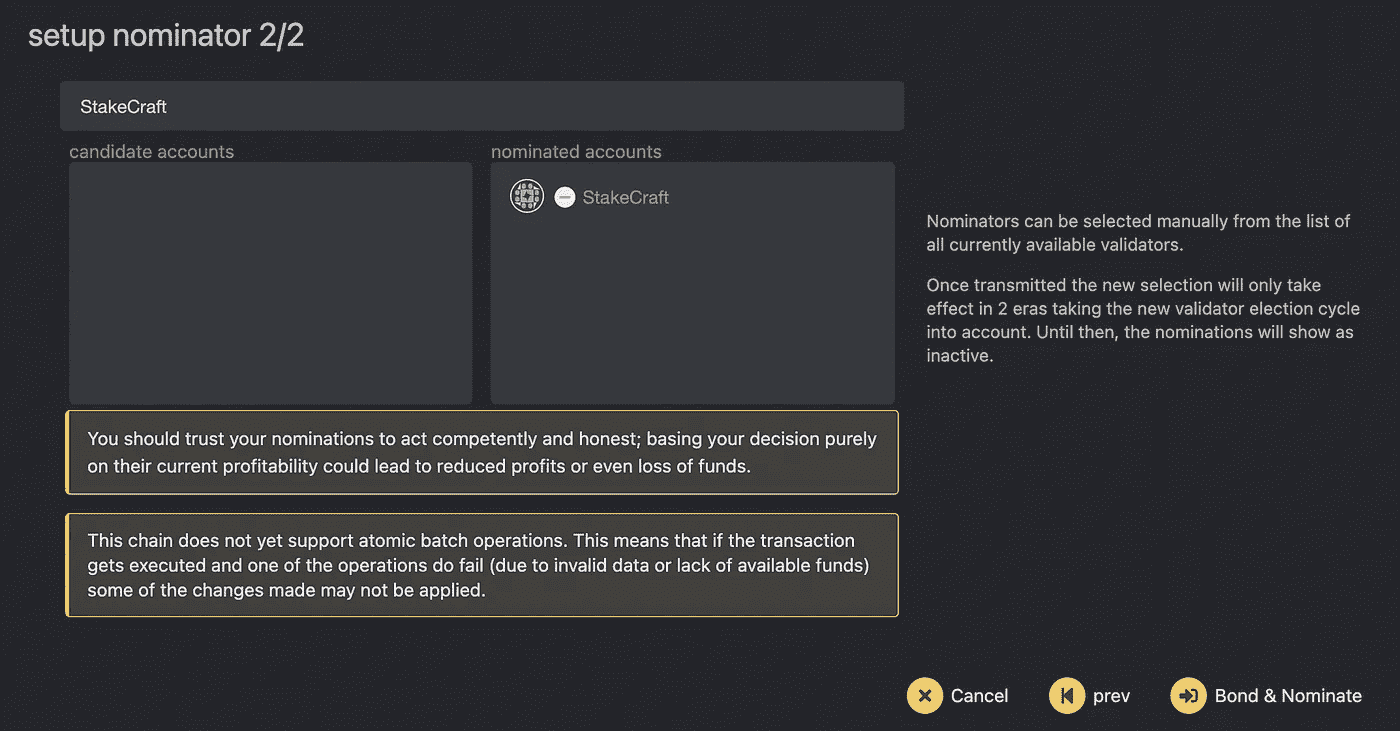 setup nominator 2/2
StakeCraft
candidate accounts
nominated accounts
StakeCraft
Nominators can be selected manually from the list of
all currently available validators.
Once transmitted the new selection will only take
effect in 2 eras taking the new validator election cycle
into account. Until then, the nominations will show as
inactive.
You should trust your nominations to act competently and honest; basing your decision purely
on their current profitability could lead to reduced profits or even loss of funds.
This chain does not yet support atomic batch operations. This means that if the transaction
gets executed and one of the operations do fail (due to invalid data or lack of available funds)
some of the changes made may not be applied.
Cancel
prev
Bond & Nominate